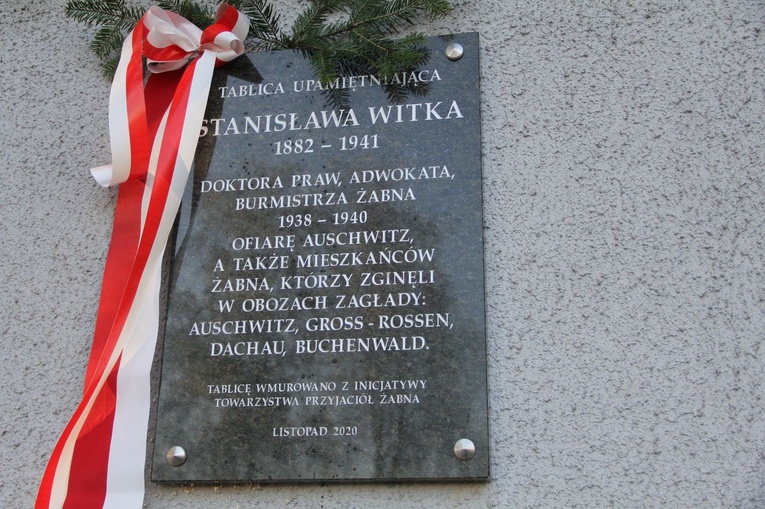 TABLICA UPAMIĘTNIAJĄCA
STANISŁAWA WITKA
1882 – 1941
DOKTORA PRAW, ADWOKATA,
BURMISTRZA ŻABNA
1938 – 1940
OFIARĘ AUSCHWITZ,
A TAKŻE MIESZKAŃCÓW
ŻABNA, KTÓRZY ZGINĘLI
W OBOZACH ZAGŁADY:
AUSCHWITZ, GROSS - ROSSEN,
DACHAU, BUCHENWALD.
TABLICĘ WMUROWANO Z INICJATYWY
TOWARZYSTWA PRZYJACIÓŁ ŻABNA
LISTOPAD 2020